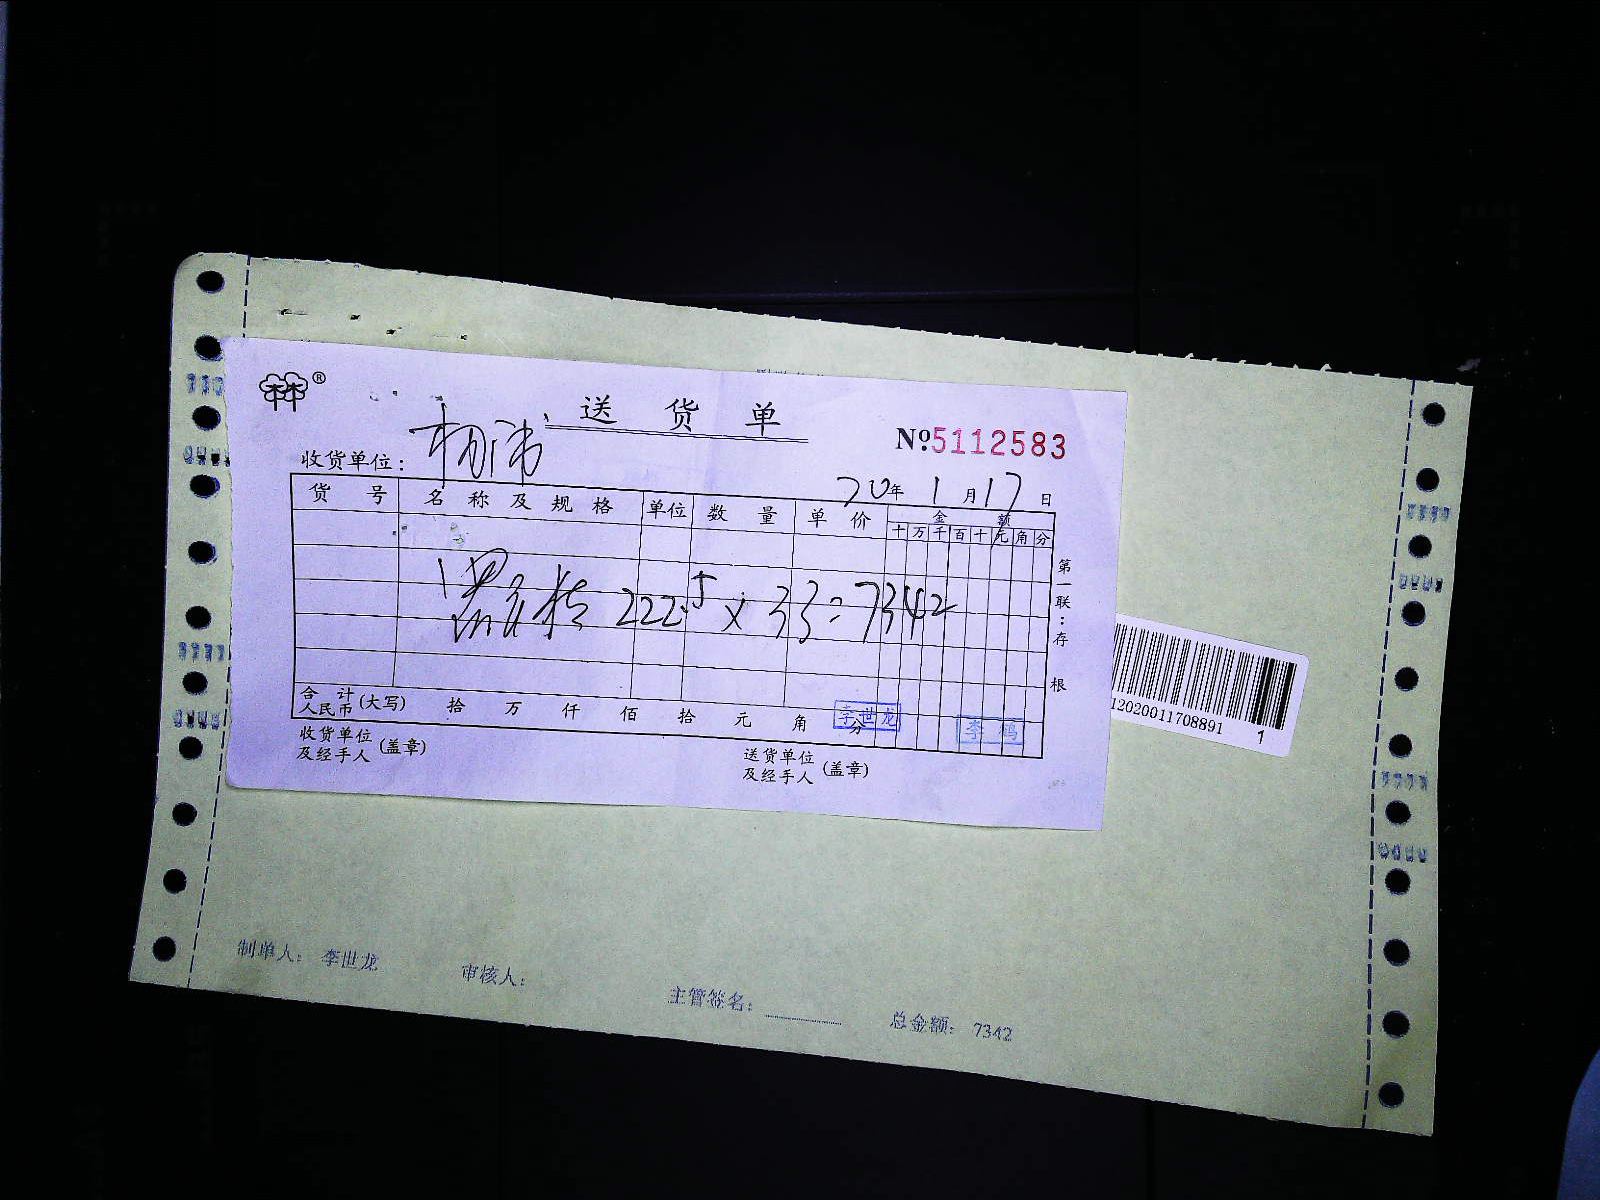 ®
送货单
№5112583
收货单位:
20年1月17日
货号 名称及规格 单位 数量 单价 金额
十万千百十元角分
222.5 x 33=7342
合计人民币(大写) 拾 万 仟 佰 拾 元 角 分
李世龙
收货单位及经手人(盖章)
送货单位及经手人(盖章)
第一联:存根
12020011708891 1
制单人: 李世龙 审核人: 主管签名: 总金额: 7342